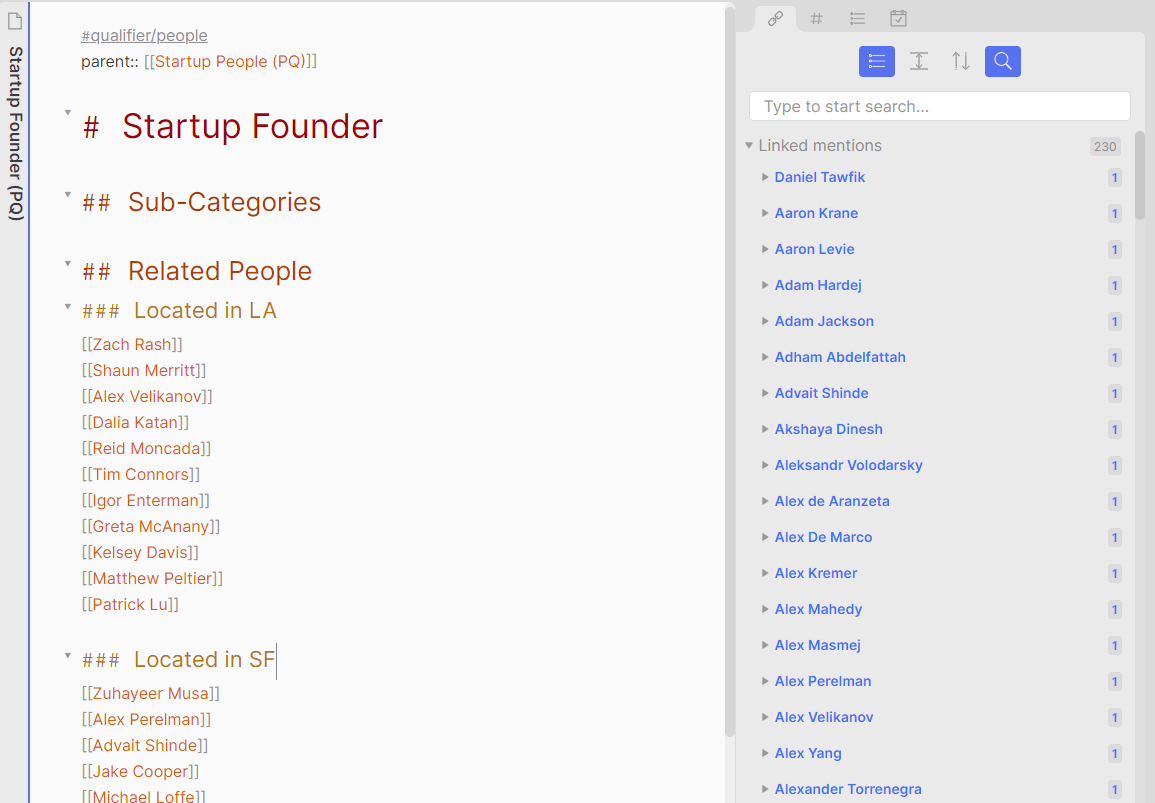 Startup Founder (PQ)
#qualifier/people
parent:: [[Startup People (PQ)]]
# Startup Founder
## Sub-Categories
## Related People
### Located in LA
[[Zach Rash]]
[[Shaun Merritt]]
[[Alex Velikanov]]
[[Dalia Katan]]
[[Reid Moncada]]
[[Tim Connors]]
[[Igor Enterman]]
[[Greta McAnany]]
[[Kelsey Davis]]
[[Matthew Peltier]]
[[Patrick Lu]]
### Located in SF
[[Zuhayeer Musa]]
[[Alex Perelman]]
[[Advait Shinde]]
[[Jake Cooper]]
[[Michael Loffe]]
Type to start search...
Linked mentions 230
Daniel Tawfik 1
Aaron Krane 1
Aaron Levie 1
Adam Hardej 1
Adam Jackson 1
Adham Abdelfattah 1
Advait Shinde 1
Akshaya Dinesh 1
Aleksandr Volodarsky 1
Alex de Aranzeta 1
Alex De Marco 1
Alex Kremer 1
Alex Mahedy 1
Alex Masmej 1
Alex Perelman 1
Alex Velikanov 1
Alex Yang 1
Alexander Torrenegra 1